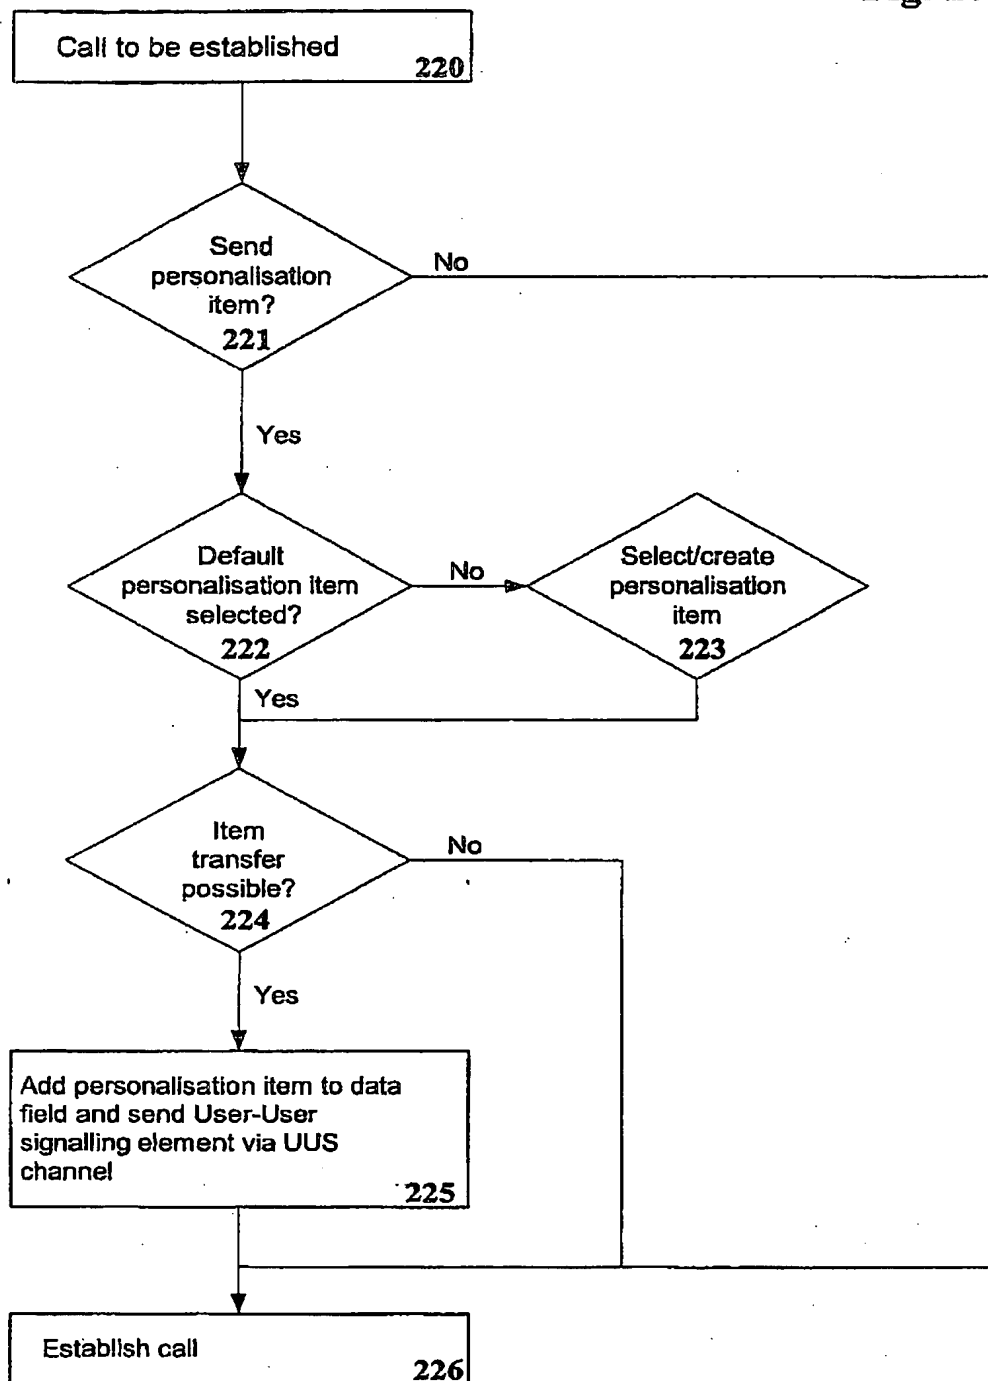 Call to be established
220
Send
personalisation
item?
221
No
Yes
Default
personalisation item
selected?
222
No
Select/create
personalisation
item
223
Yes
Item
transfer
possible?
224
No
Yes
Add personalisation item to data
field and send User-User
signalling element via UUS
channel
225
Establish call
226